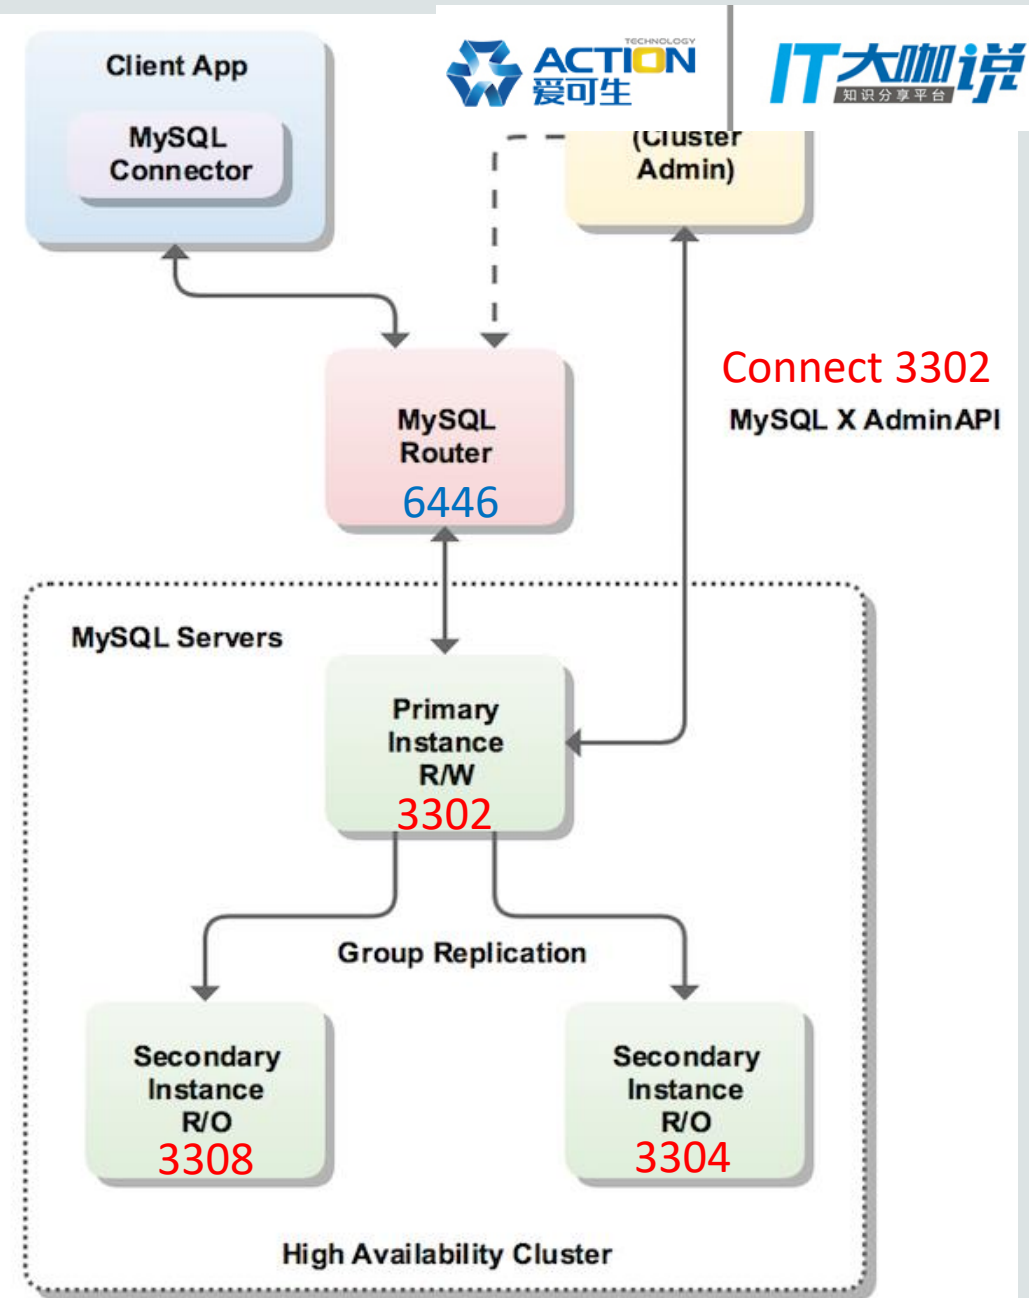 Client App
MySQL
Connector
TECHNOLOGY
ACTION
爱可生
IT大咖说
知识分享平台
(Cluster
Admin)
Connect 3302
MySQL X AdminAPI
MySQL
Router
6446
MySQL Servers
Primary
Instance
R/W
3302
Group Replication
Secondary
Instance
R/O
3308
Secondary
Instance
R/O
3304
High Availability Cluster